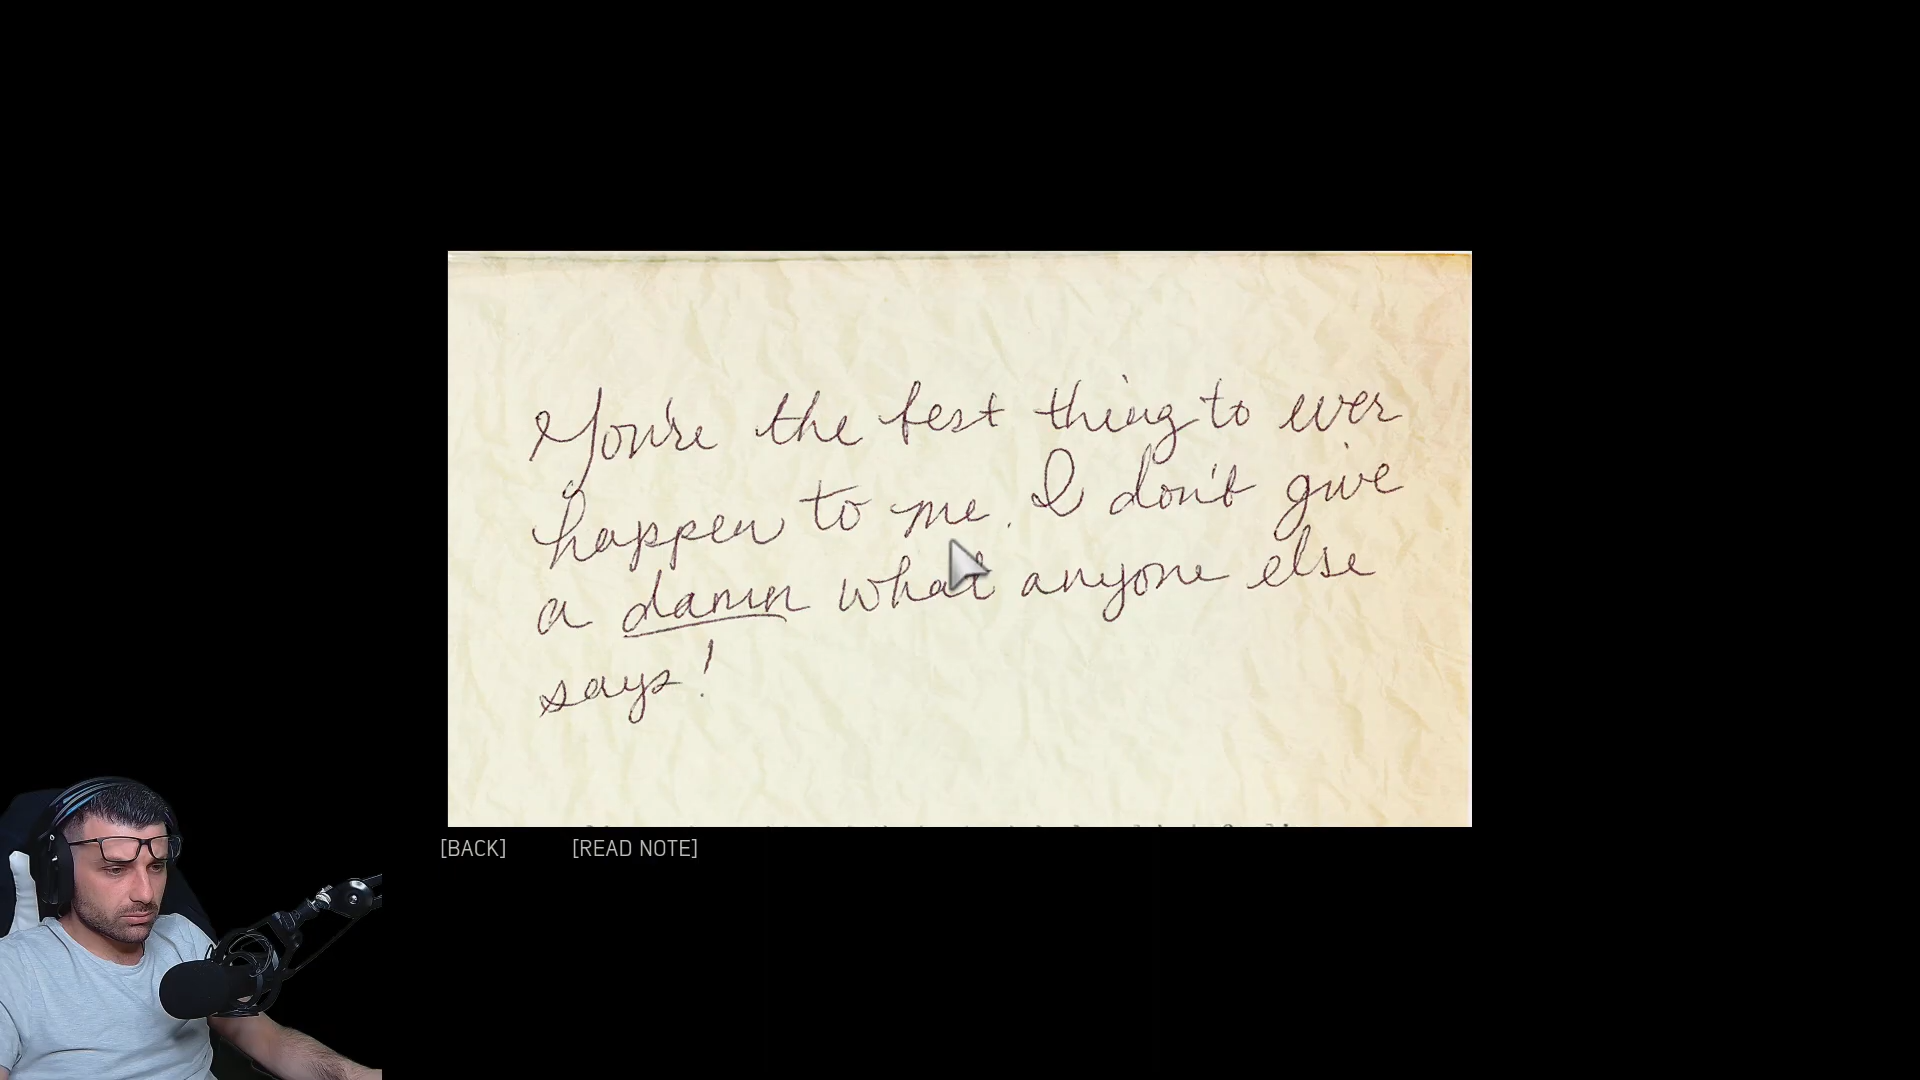 You're the best thing to ever
happen to me. I don't give
a damn what anyone else
says!
[BACK] [READ NOTE]